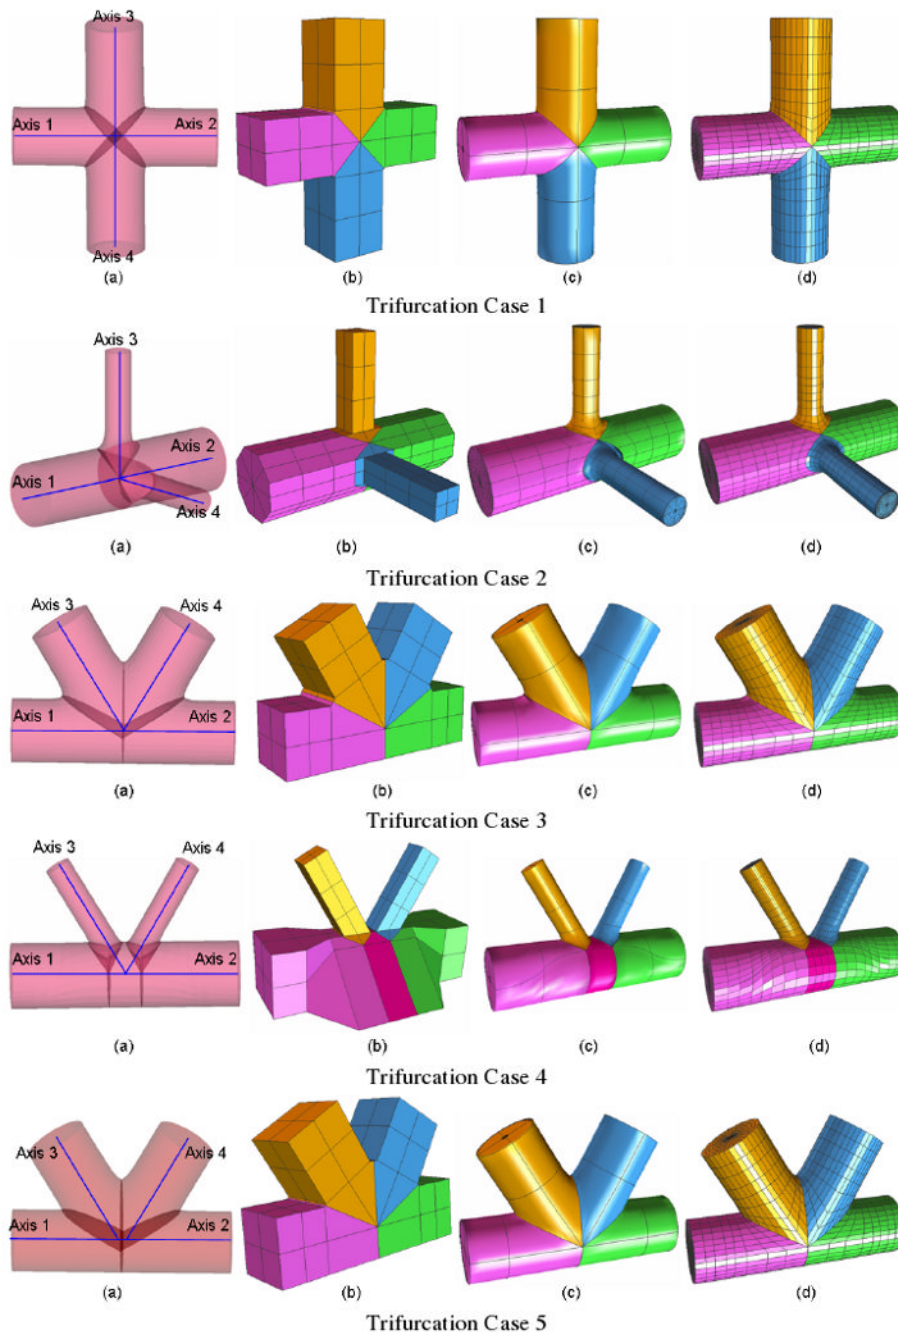 Axis 3
Axis 1 Axis 2
Axis 4
(a) (b) (c) (d)
Trifurcation Case 1
Axis 3
Axis 2
Axis 1
Axis 4
(a) (b) (c) (d)
Trifurcation Case 2
Axis 3 Axis 4
Axis 1 Axis 2
(a) (b) (c) (d)
Trifurcation Case 3
Axis 3 Axis 4
Axis 1 Axis 2
(a) (b) (c) (d)
Trifurcation Case 4
Axis 3 Axis 4
Axis 1 Axis 2
(a) (b) (c) (d)
Trifurcation Case 5